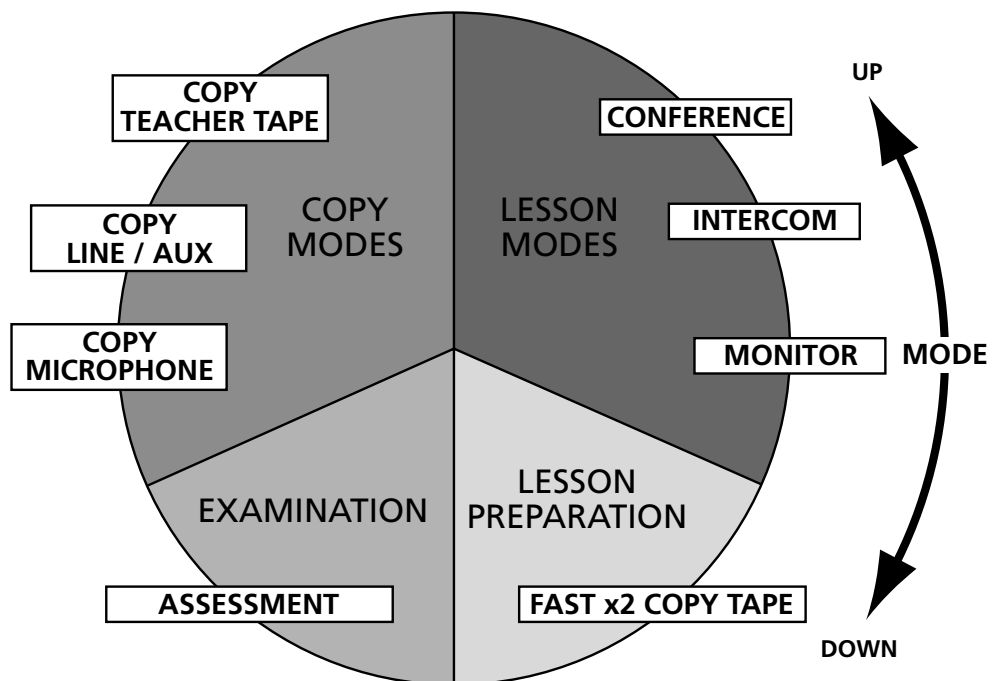 COPY
TEACHER TAPE
COPY
LINE / AUX
COPY
MICROPHONE
COPY
MODES
LESSON
MODES
CONFERENCE
INTERCOM
MONITOR
UP
MODE
DOWN
EXAMINATION
ASSESSMENT
LESSON
PREPARATION
FAST x2 COPY TAPE